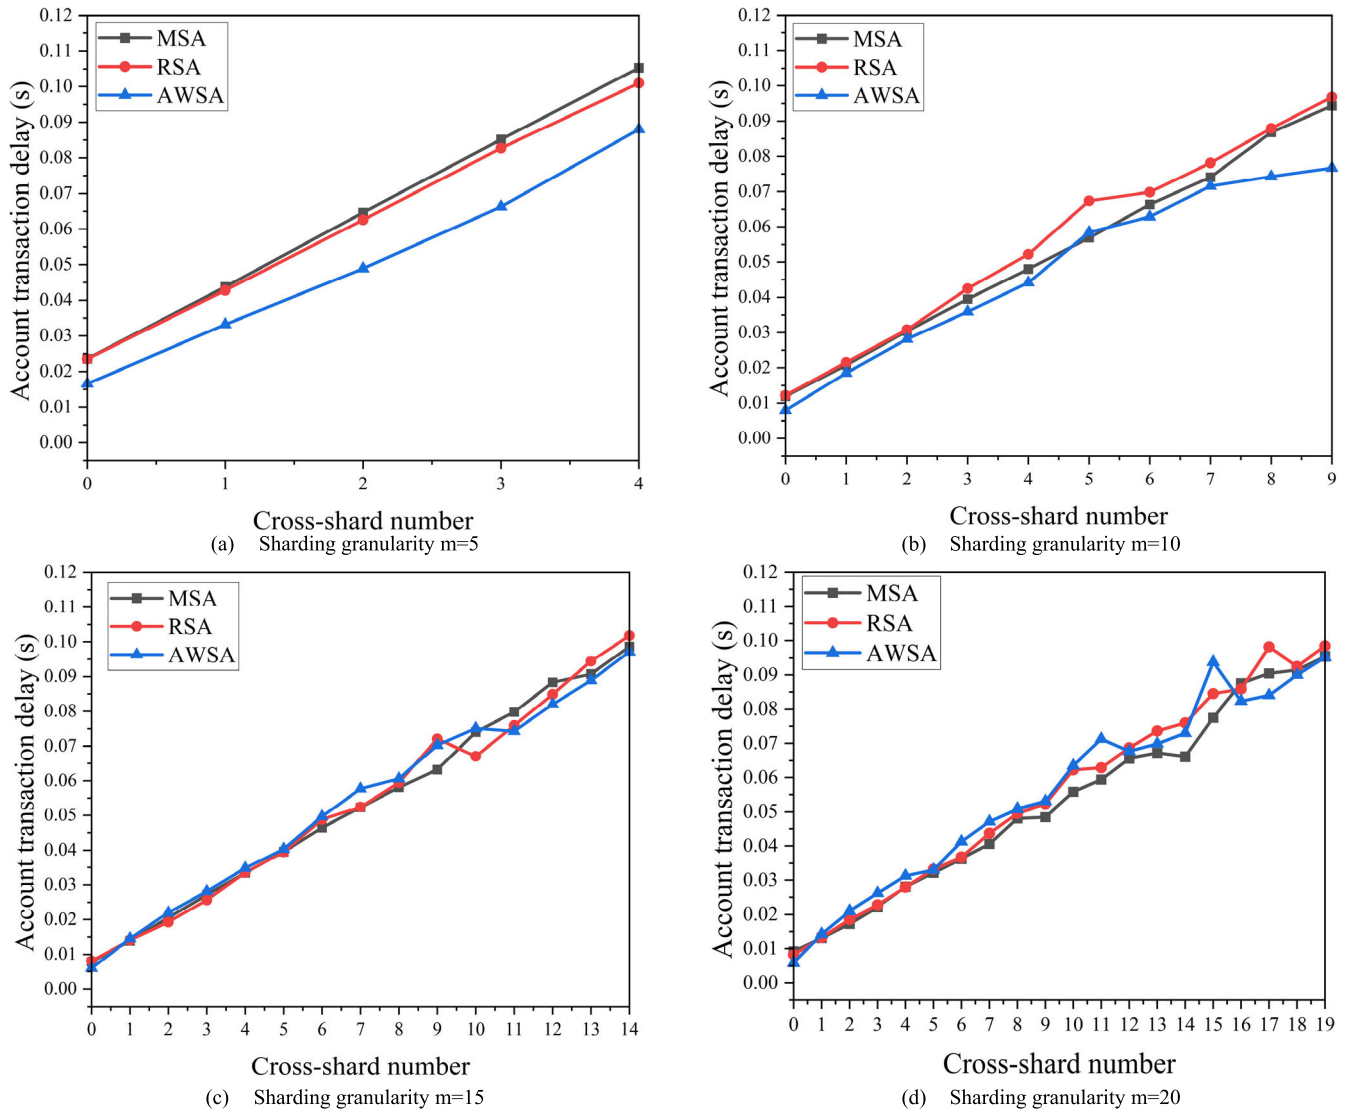 0.12
0.11
0.10
0.09
0.08
0.07
0.06
0.05
0.04
0.03
0.02
0.01
0.00
Account transaction delay (s)
MSA
RSA
AWSA
0 1 2 3 4
Cross-shard number
(a) Sharding granularity m=5
0.12
0.11
0.10
0.09
0.08
0.07
0.06
0.05
0.04
0.03
0.02
0.01
0.00
Account transaction delay (s)
MSA
RSA
AWSA
0 1 2 3 4 5 6 7 8 9
Cross-shard number
(b) Sharding granularity m=10
0.12
0.11
0.10
0.09
0.08
0.07
0.06
0.05
0.04
0.03
0.02
0.01
0.00
Account transaction delay (s)
MSA
RSA
AWSA
0 1 2 3 4 5 6 7 8 9 10 11 12 13 14
Cross-shard number
(c) Sharding granularity m=15
0.12
0.11
0.10
0.09
0.08
0.07
0.06
0.05
0.04
0.03
0.02
0.01
0.00
Account transaction delay (s)
MSA
RSA
AWSA
0 1 2 3 4 5 6 7 8 9 10 11 12 13 14 15 16 17 18 19
Cross-shard number
(d) Sharding granularity m=20